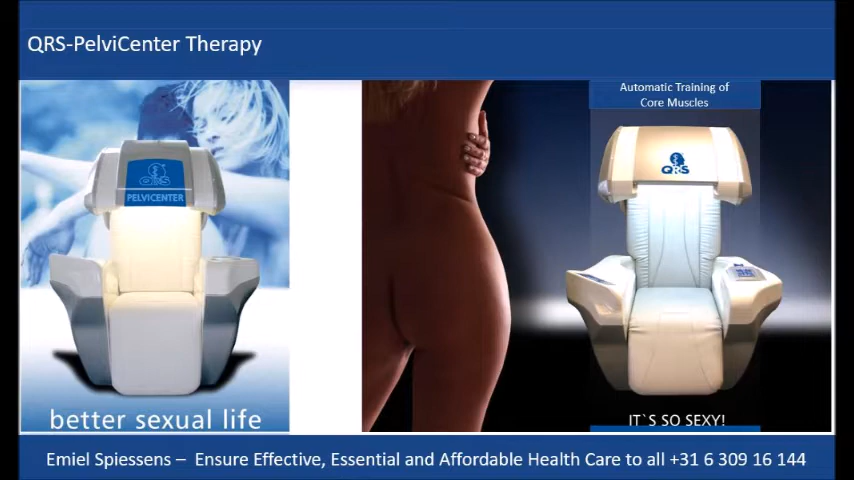 QRS-PelviCenter Therapy
QRS
PELVICENTER
better sexual life
Automatic Training of
Core Muscles
QRS
IT`S SO SEXY!
Emiel Spiessens – Ensure Effective, Essential and Affordable Health Care to all +31 6 309 16 144